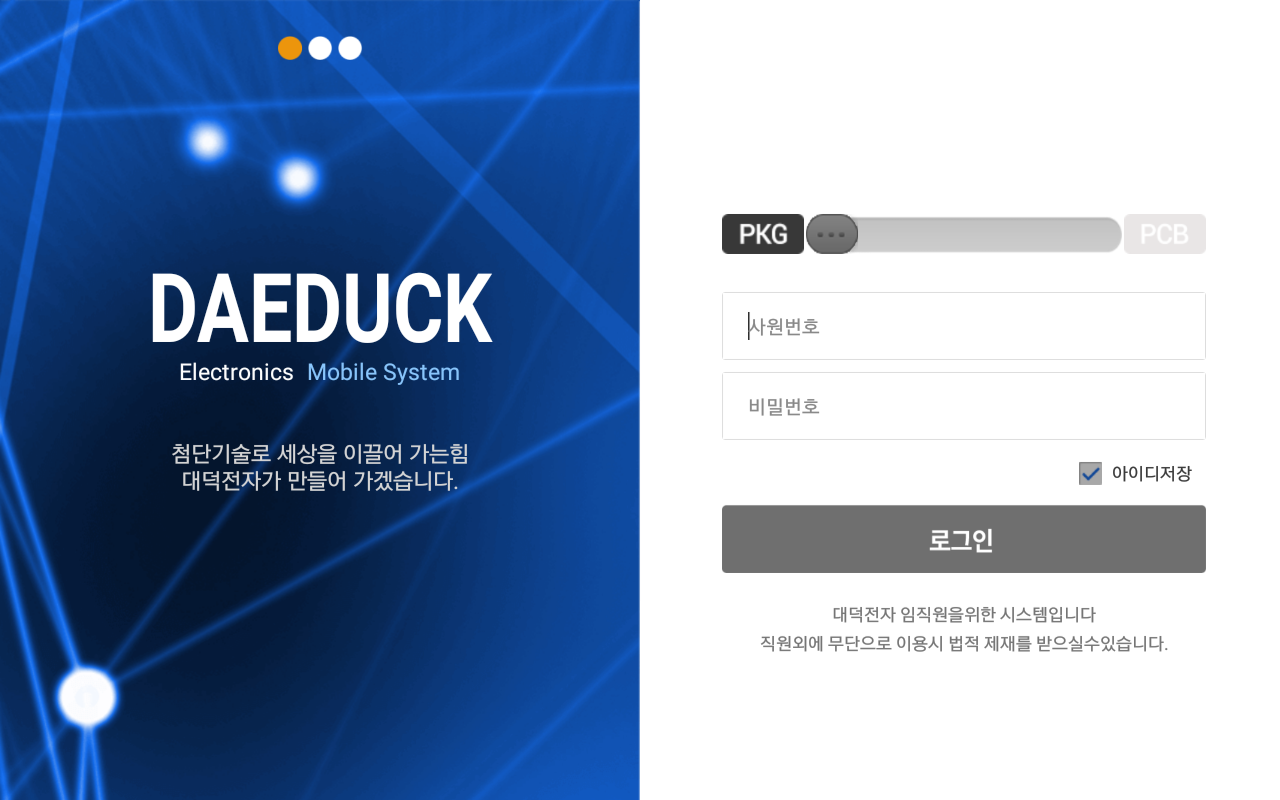 DAEDUCK
Electronics Mobile System
첨단기술로 세상을 이끌어 가는힘
대덕전자가 만들어 가겠습니다.
PKG PCB
사원번호
비밀번호
아이디저장
로그인
대덕전자 임직원을위한 시스템입니다
직원외에 무단으로 이용시 법적 제재를 받으실수있습니다.